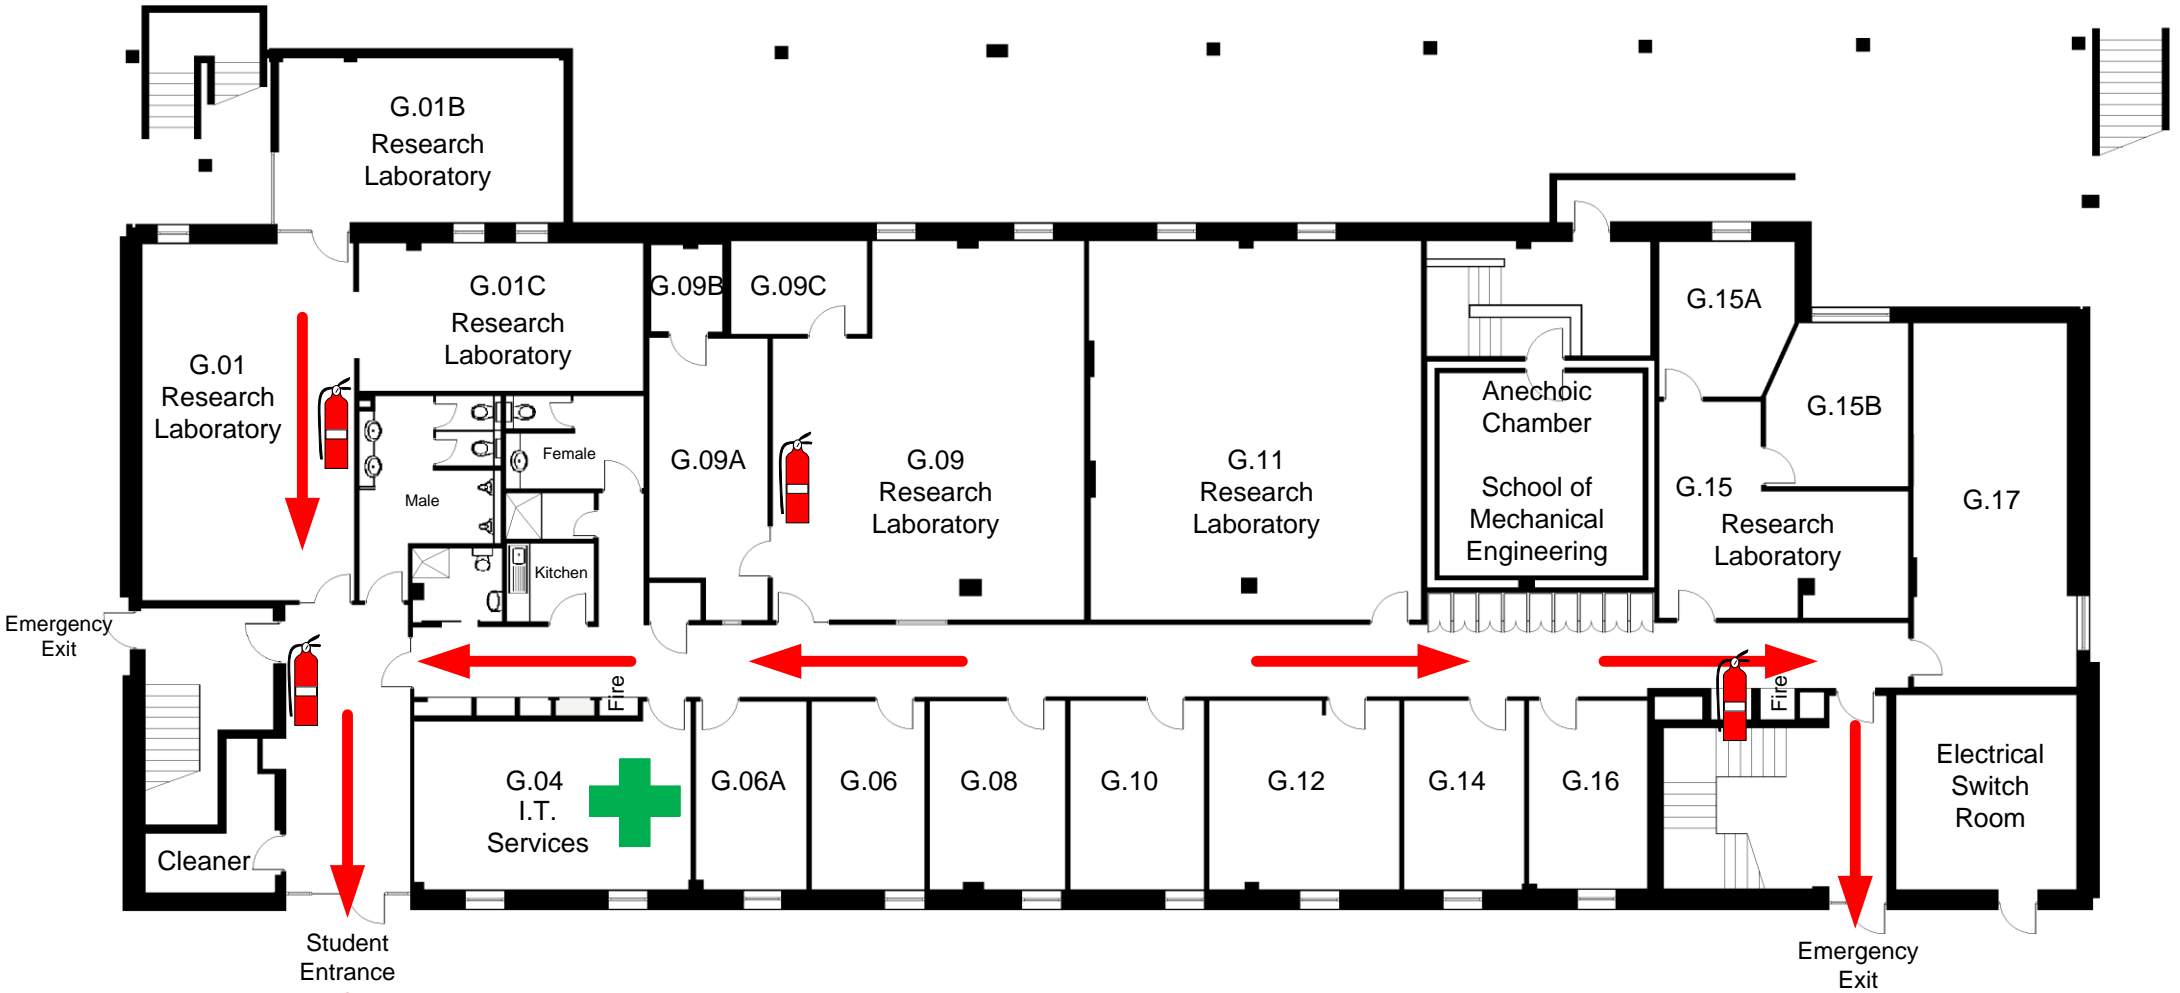 G.01B
Research
Laboratory
G.01C
Research
Laboratory
G.09B
G.09C
G.15A
G.01
Research
Laboratory
Anechoic
Chamber
School of
Mechanical
Engineering
G.15B
Female
G.09A
G.09
Research
Laboratory
G.11
Research
Laboratory
Male
G.15
Research
Laboratory
G.17
Kitchen
Emergency
Exit
Fire
Fire
G.04
I.T.
Services
G.06A
G.06
G.08
G.10
G.12
G.14
G.16
Electrical
Switch
Room
Cleaner
Student
Entrance
Emergency
Exit